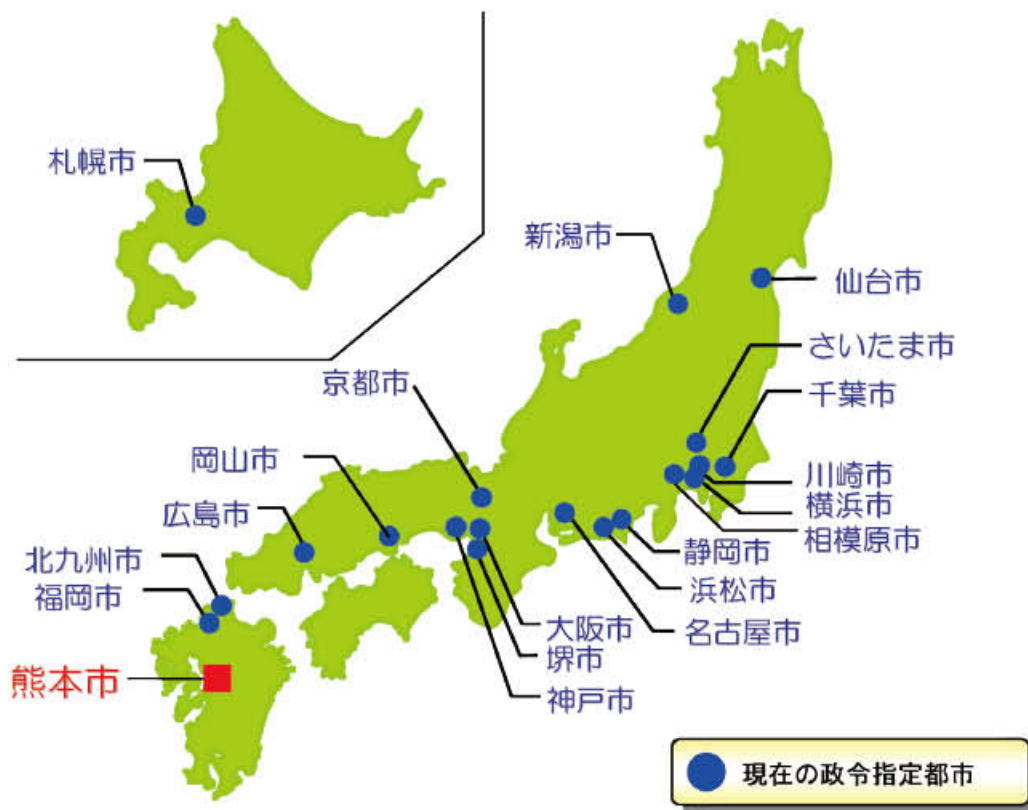 札幌市
新潟市
仙台市
さいたま市
京都市
千葉市
岡山市
川崎市
広島市
横浜市
相模原市
北九州市
静岡市
福岡市
浜松市
大阪市
名古屋市
堺市
熊本市
神戸市
現在の政令指定都市